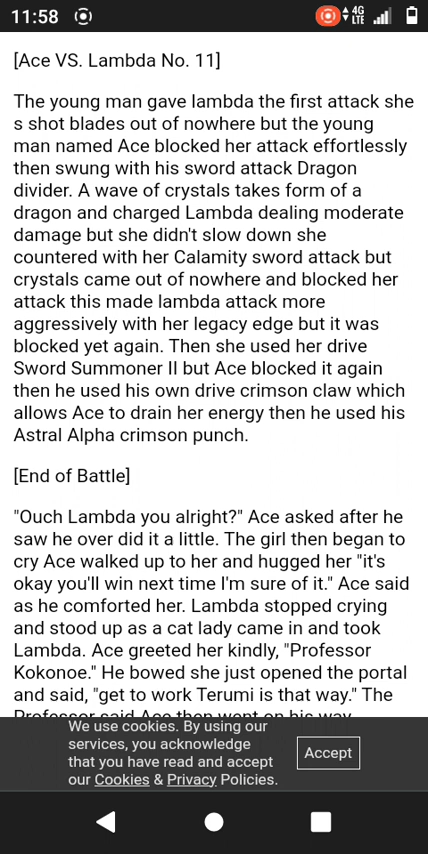 11:58
4G
LTE
[Ace VS. Lambda No. 11]
The young man gave lambda the first attack she
s shot blades out of nowhere but the young
man named Ace blocked her attack effortlessly
then swung with his sword attack Dragon
divider. A wave of crystals takes form of a
dragon and charged Lambda dealing moderate
damage but she didn't slow down she
countered with her Calamity sword attack but
crystals came out of nowhere and blocked her
attack this made lambda attack more
aggressively with her legacy edge but it was
blocked yet again. Then she used her drive
Sword Summoner II but Ace blocked it again
then he used his own drive crimson claw which
allows Ace to drain her energy then he used his
Astral Alpha crimson punch.
[End of Battle]
"Ouch Lambda you alright?" Ace asked after he
saw he over did it a little. The girl then began to
cry Ace walked up to her and hugged her "it's
okay you'll win next time I'm sure of it." Ace said
as he comforted her. Lambda stopped crying
and stood up as a cat lady came in and took
Lambda. Ace greeted her kindly, "Professor
Kokonoe." He bowed she just opened the portal
and said, "get to work Terumi is that way." The
Professor said Ace then went on his way
We use cookies. By using our
services, you acknowledge
that you have read and accept
our Cookies & Privacy Policies.
Accept